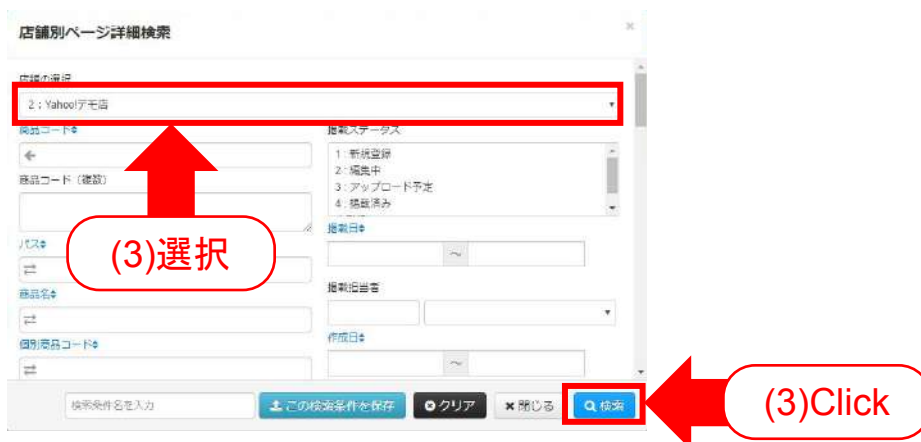 店舗別ページ詳細検索
×
店舗の選択
2：Yahoo!デモ店
商品コード
商品コード（複数）
パス
商品名
個別商品コード
掲載ステータス
1：新規登録
2：編集中
3：アップロード予定
4：掲載済み
掲載日
～
掲載担当者
作成日
～
(3)選択
検索条件名を入力
この検索条件を保存
クリア
×閉じる
検索
(3)Click